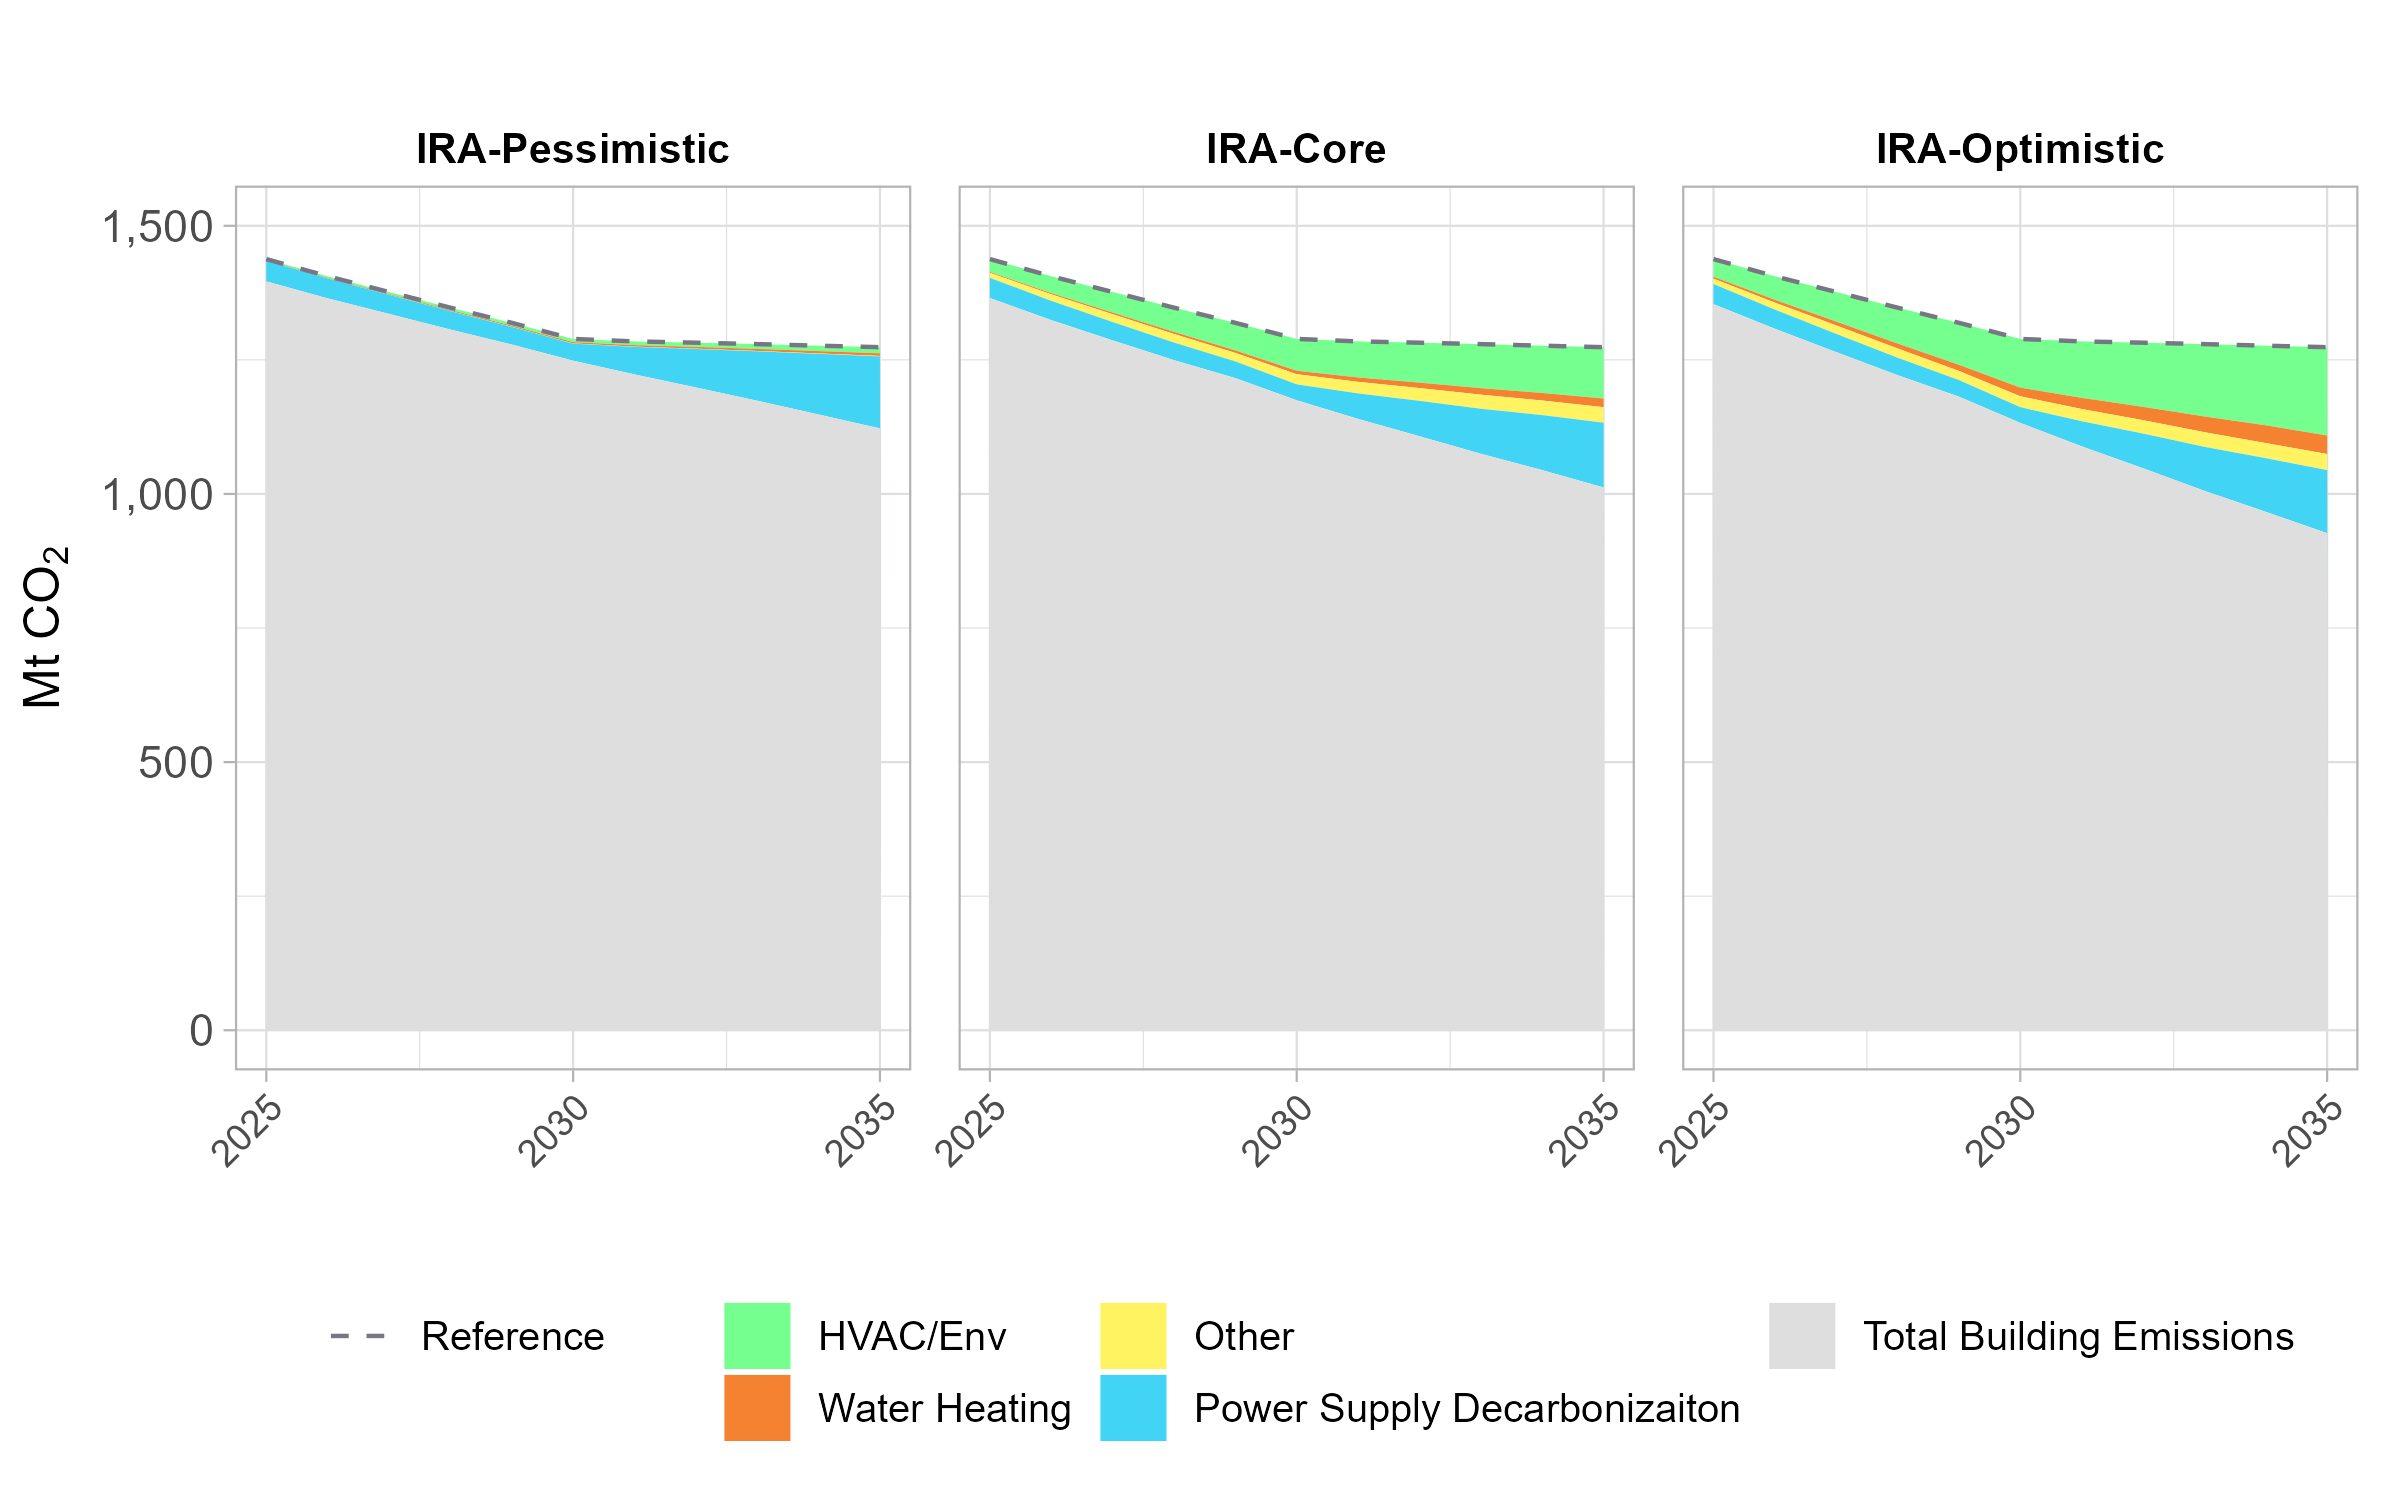 IRA-Pessimistic
IRA-Core
IRA-Optimistic
1,500
1,000
500
0
Mt CO₂
2025
2030
2035
2025
2030
2035
2025
2030
2035
Reference
HVAC/Env
Other
Total Building Emissions
Water Heating
Power Supply Decarbonizaiton